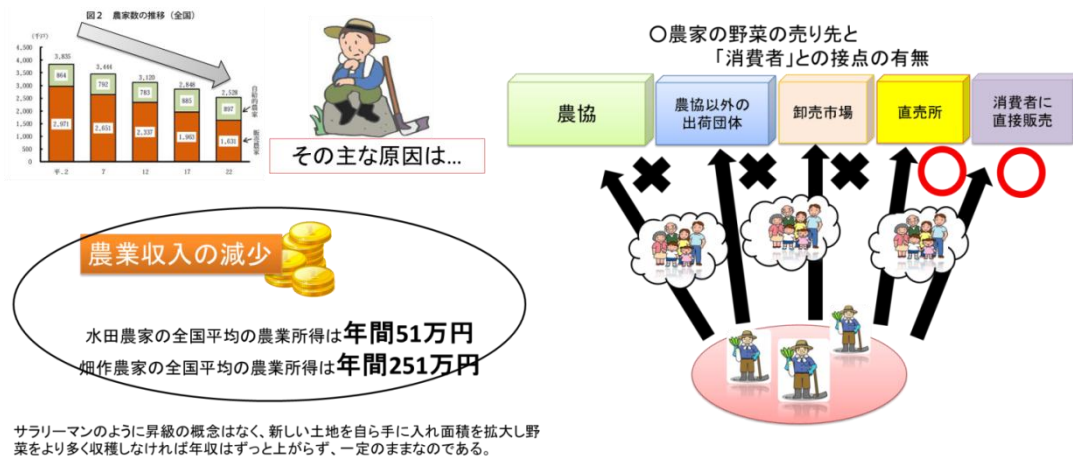 図2 農家数の推移（全国）
（千戸）
4,500
4,000
3,500
3,000
2,500
2,000
1,500
1,000
500
0
3,835
864
2,971
3,444
792
2,651
3,120
783
2,337
2,848
885
1,963
2,528
897
1,631
自給的農家
販売農家
平.2
7
12
17
22
その主な原因は…
農業収入の減少
水田農家の全国平均の農業所得は年間51万円
畑作農家の全国平均の農業所得は年間251万円
サラリーマンのように昇級の概念はなく、新しい土地を自ら手に入れ面積を拡大し野
菜をより多く収穫しなければ年収はずっと上がらず、一定のままなのである。
〇農家の野菜の売り先と
「消費者」との接点の有無
農協
農協以外の
出荷団体
卸売市場
直売所
消費者に
直接販売